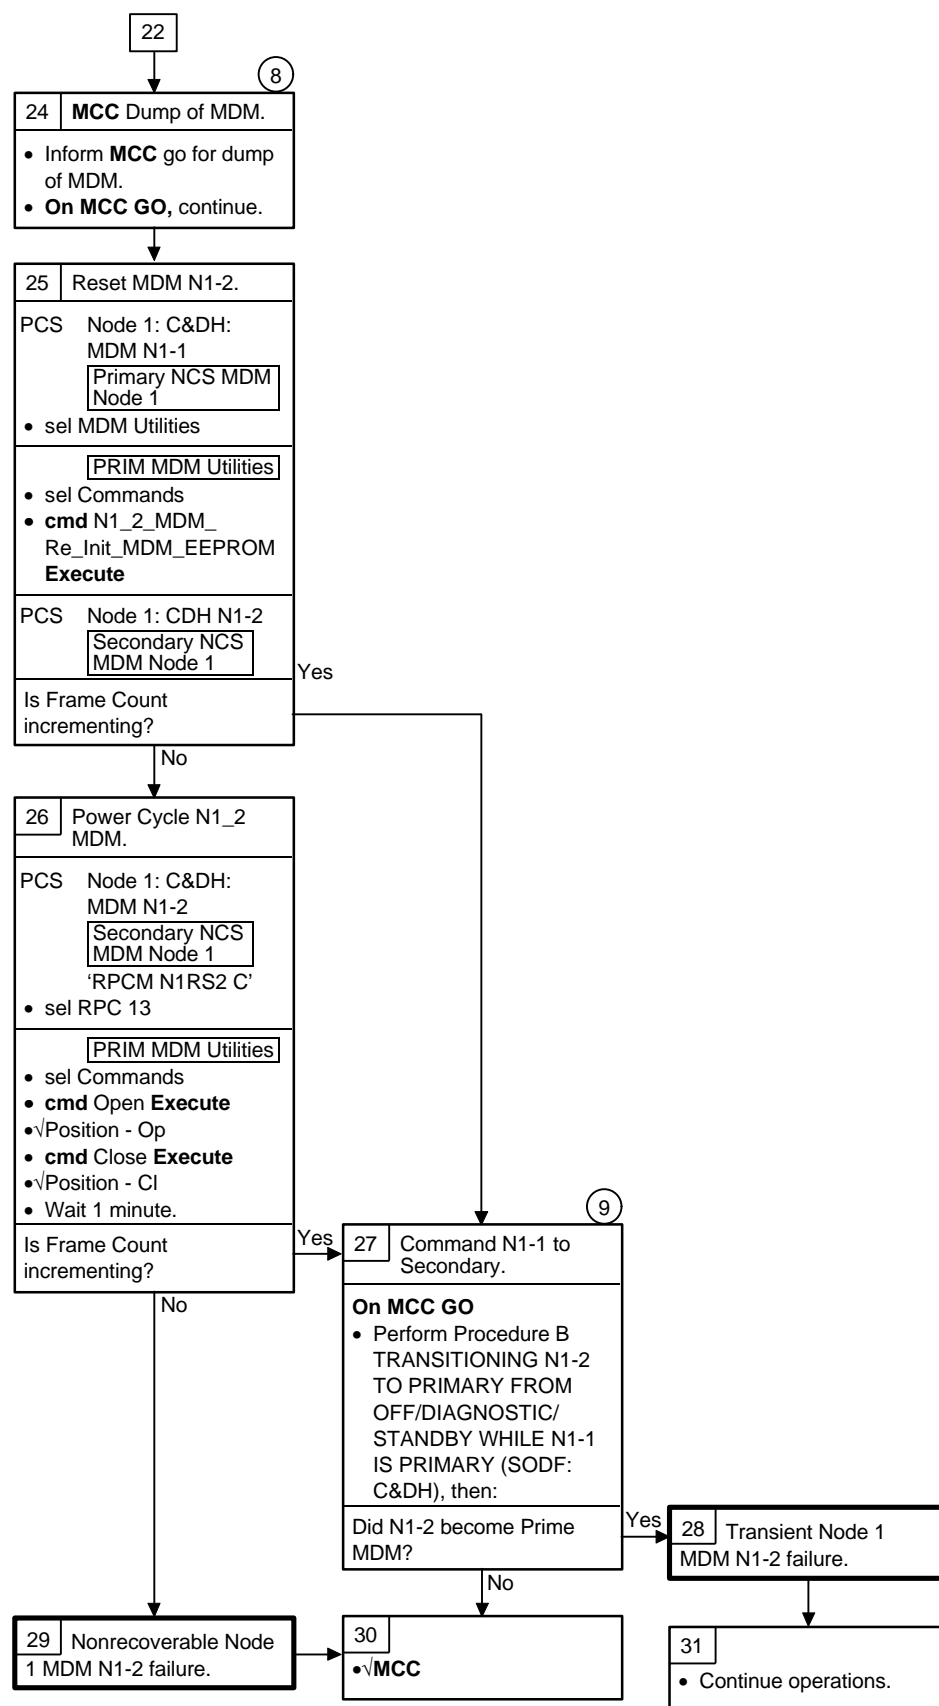 22
8
24 MCC Dump of MDM.
• Inform MCC go for dump
of MDM.
• On MCC GO, continue.
25 Reset MDM N1-2.
PCS Node 1: C&DH:
MDM N1-1
Primary NCS MDM
Node 1
• sel MDM Utilities
PRIM MDM Utilities
• sel Commands
• cmd N1_2_MDM_
Re_Init_MDM_EEPROM
Execute
PCS Node 1: CDH N1-2
Secondary NCS
MDM Node 1
Is Frame Count
incrementing?
Yes
No
26 Power Cycle N1_2
MDM.
PCS Node 1: C&DH:
MDM N1-2
Secondary NCS
MDM Node 1
‘RPCM N1RS2 C’
• sel RPC 13
PRIM MDM Utilities
• sel Commands
• cmd Open Execute
•√Position - Op
• cmd Close Execute
•√Position - Cl
• Wait 1 minute.
Is Frame Count
incrementing?
Yes
No
9
27 Command N1-1 to
Secondary.
On MCC GO
• Perform Procedure B
TRANSITIONING N1-2
TO PRIMARY FROM
OFF/DIAGNOSTIC/
STANDBY WHILE N1-1
IS PRIMARY (SODF:
C&DH), then:
Did N1-2 become Prime
MDM?
Yes
No
28 Transient Node 1
MDM N1-2 failure.
29 Nonrecoverable Node
1 MDM N1-2 failure.
30
•√MCC
31
• Continue operations.